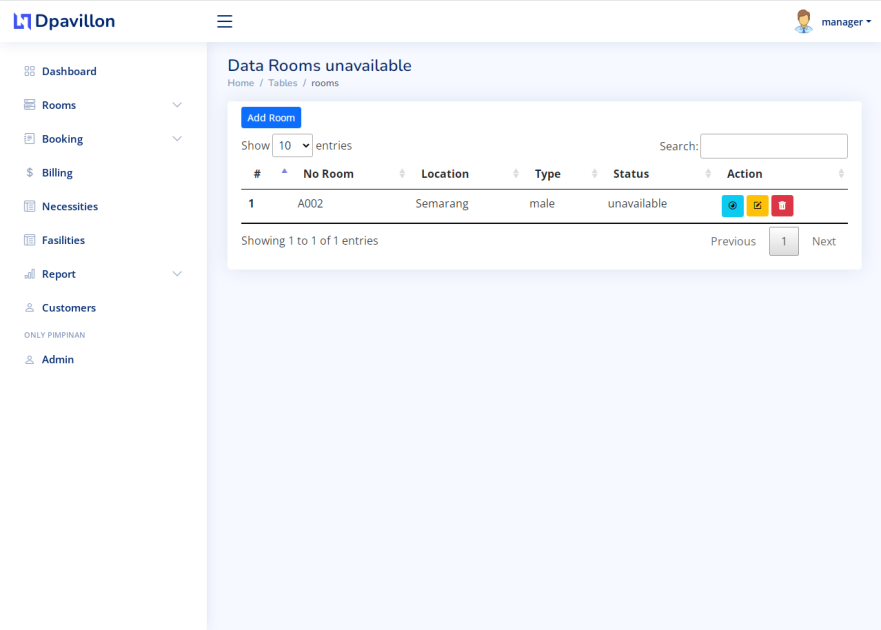 Dpavillon
manager
Dashboard
Rooms
Booking
Billing
Necessities
Fasilities
Report
Customers
ONLY PIMPINAN
Admin
Data Rooms unavailable
Home / Tables / rooms
Add Room
Show 10 entries
Search:
# No Room Location Type Status Action
1 A002 Semarang male unavailable
Showing 1 to 1 of 1 entries
Previous 1 Next